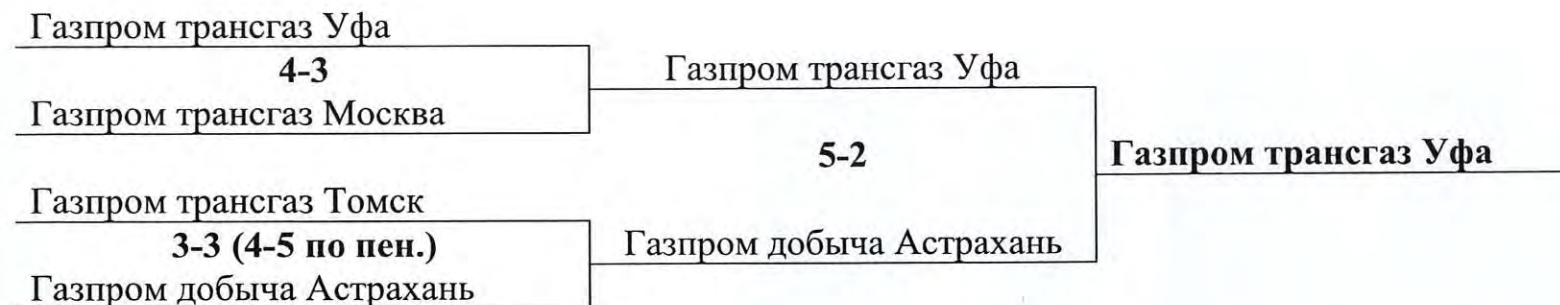 Газпром трансгаз Уфа
4-3
Газпром трансгаз Москва
Газпром трансгаз Томск
3-3 (4-5 по пен.)
Газпром добыча Астрахань
Газпром трансгаз Уфа
5-2
Газпром добыча Астрахань
Газпром трансгаз Уфа